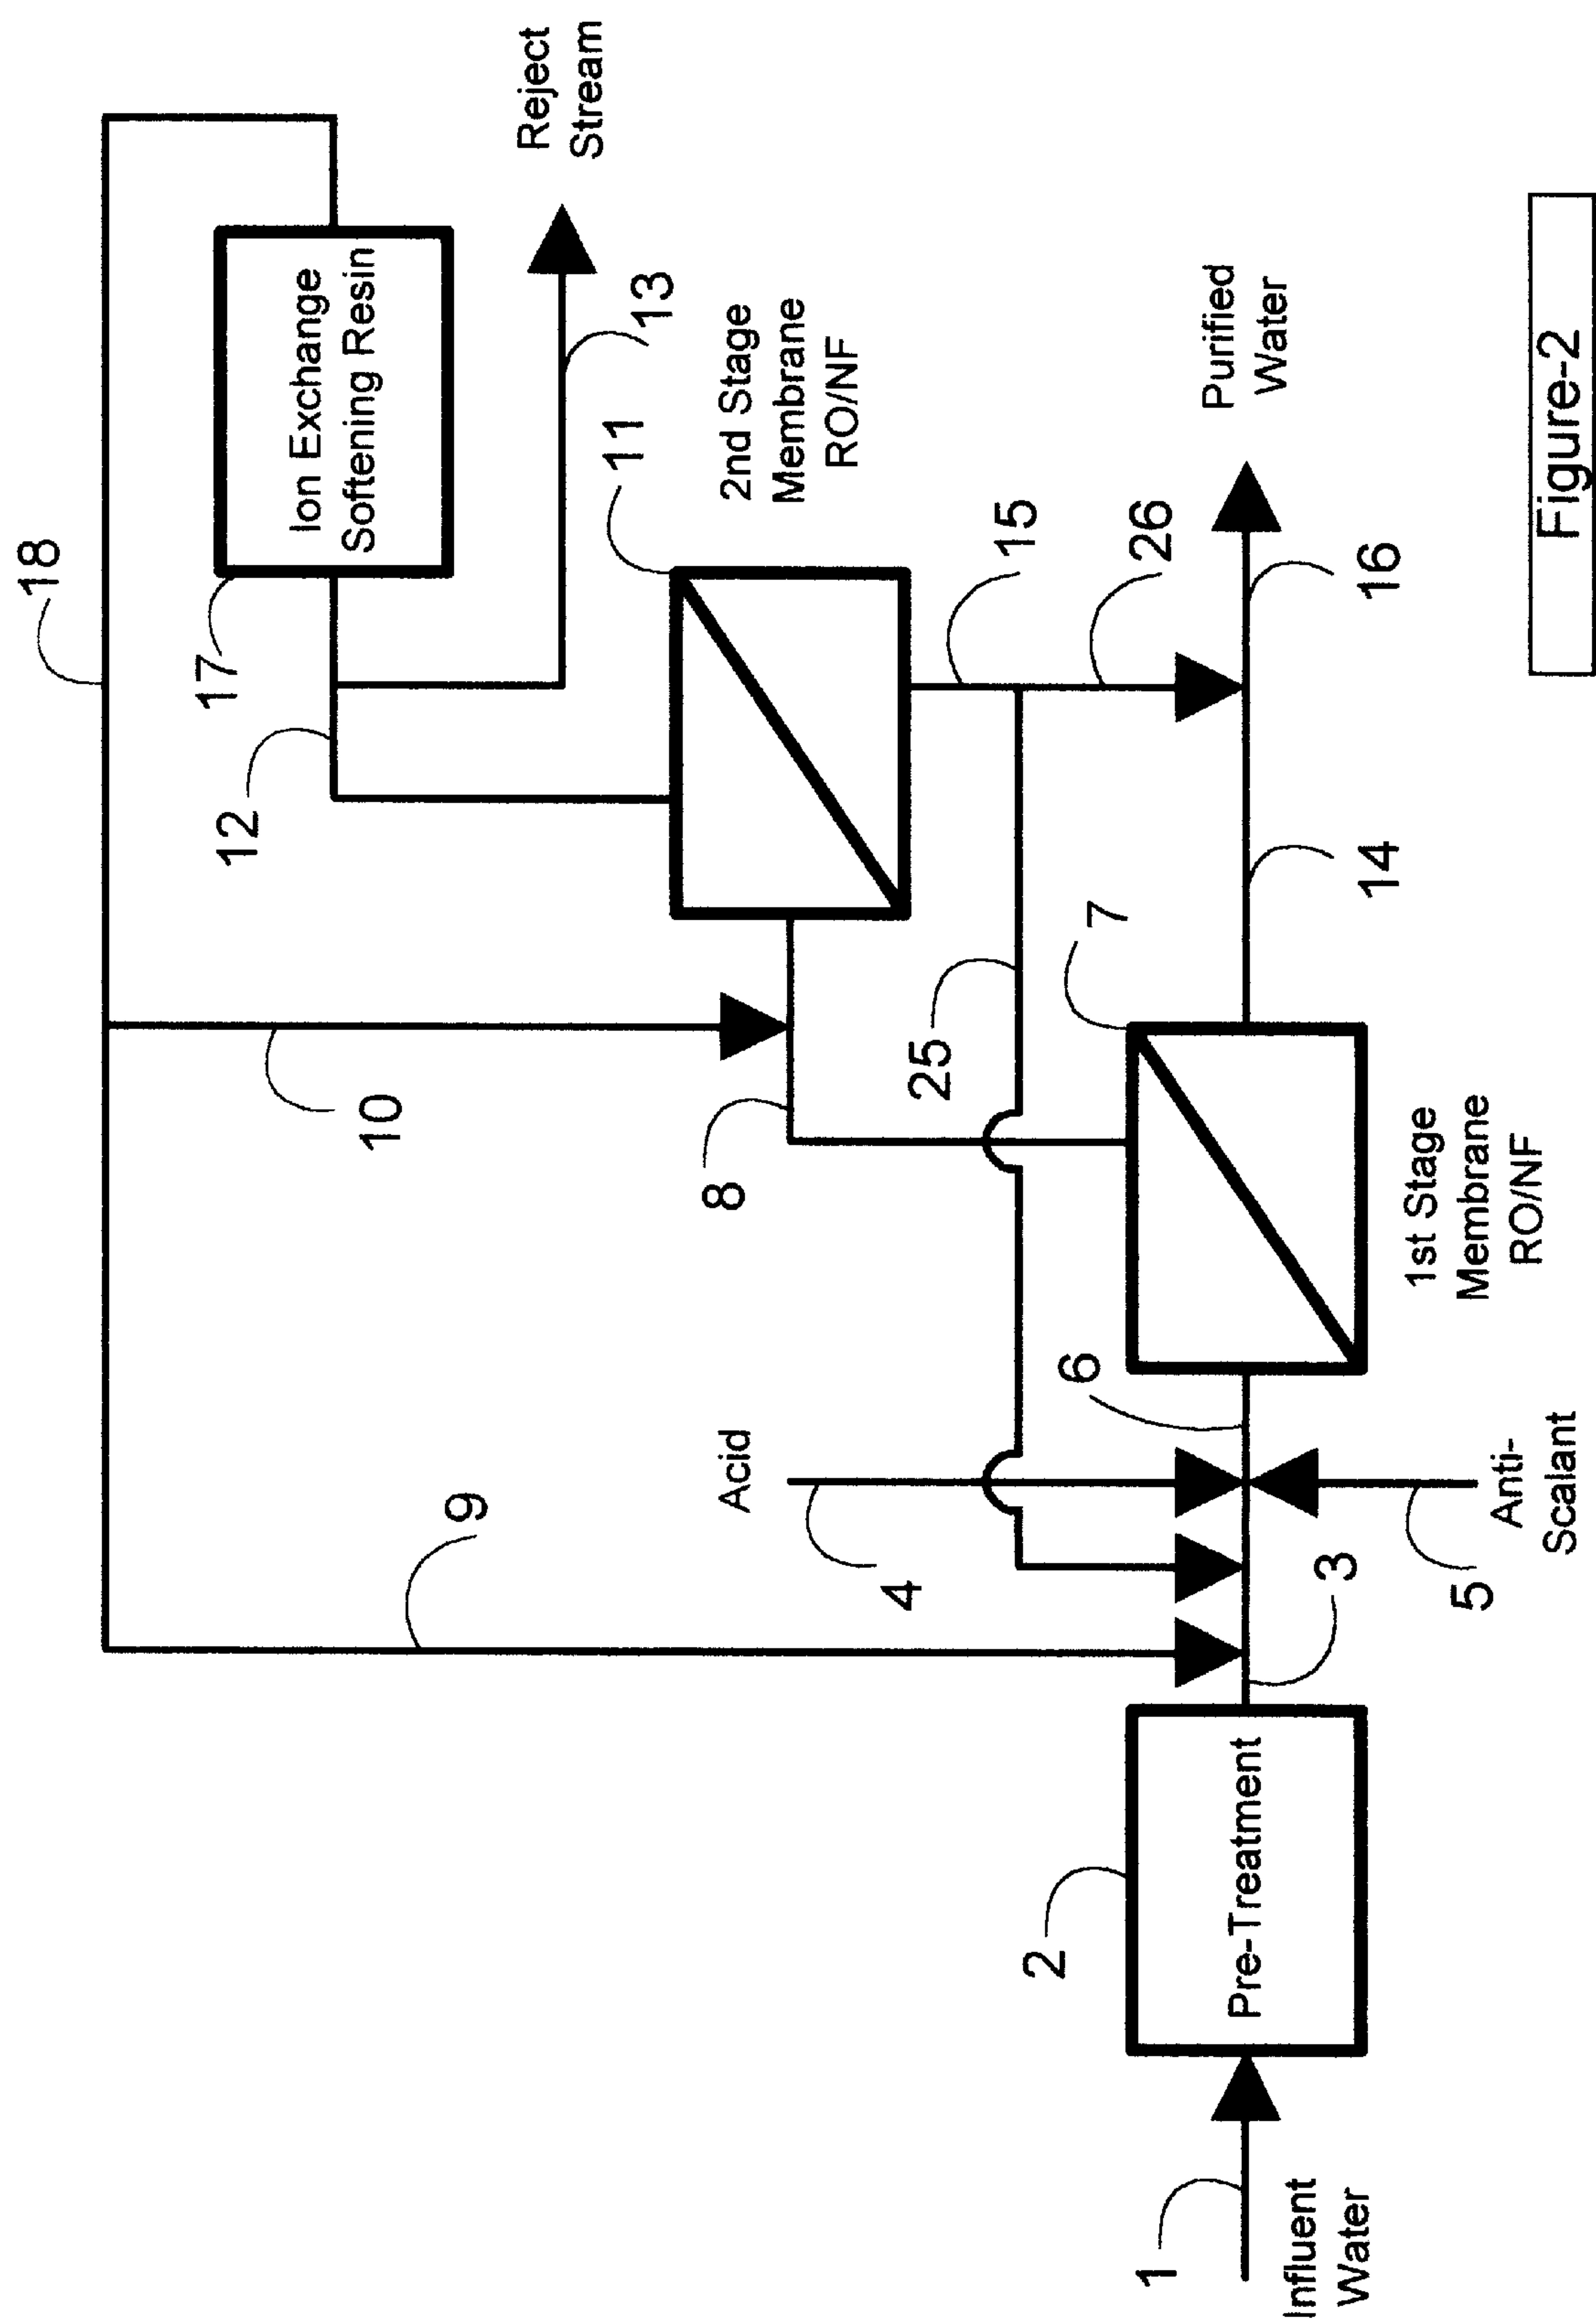 18
17
Ion Exchange
Softening Resin
Reject
Stream
12
13
10
11
2nd Stage
Membrane
RO/NF
8
9
Acid
4
25
15
26
7
6
Purified
Water
16
14
2
Pre-Treatment
3
1
Influent
Water
5
Anti-
Scalant
1st Stage
Membrane
RO/NF
Figure-2